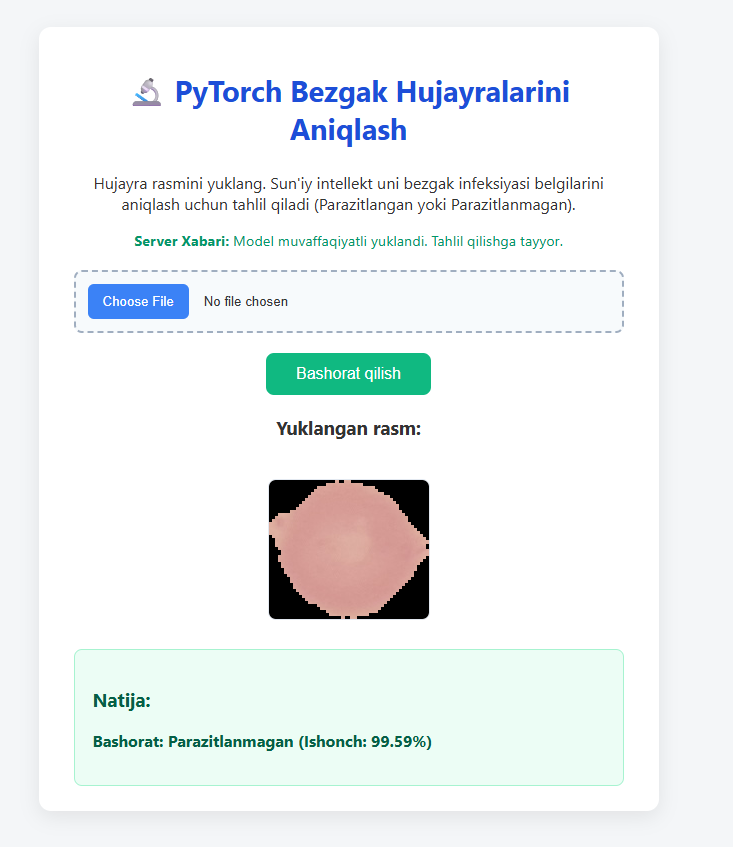 PyTorch Bezgak Hujayralarini
Aniqlash
Hujayra rasmini yuklang. Sun'iy intellekt uni bezgak infeksiyasi belgilarini
aniqlash uchun tahlil qiladi (Parazitlangan yoki Parazitlanmagan).
Server Xabari: Model muvaffaqiyatli yuklandi. Tahlil qilishga tayyor.
Choose File No file chosen
Bashorat qilish
Yuklangan rasm:
Natija:
Bashorat: Parazitlanmagan (Ishonch: 99.59%)